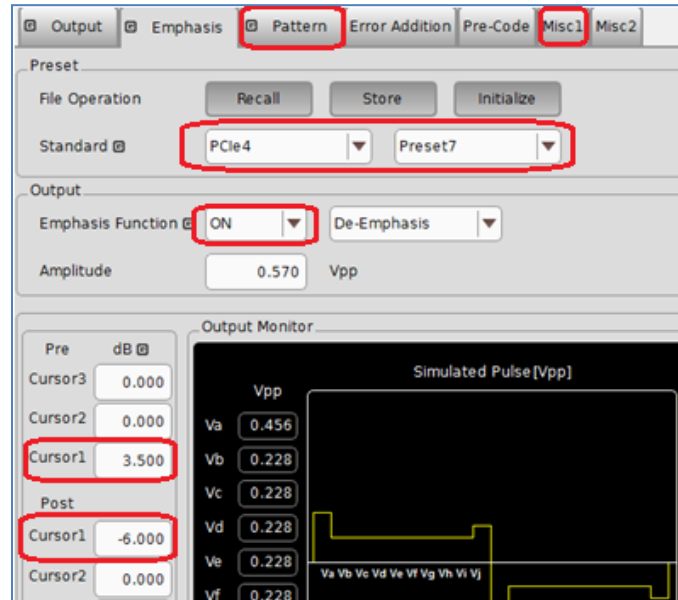 Output Emphasis Pattern Error Addition Pre-Code Misc1 Misc2
Preset
File Operation Recall Store Initialize
Standard PCIe4 Preset7
Output
Emphasis Function ON De-Emphasis
Amplitude 0.570 Vpp
Output Monitor
Pre dB
Cursor3 0.000
Cursor2 0.000
Cursor1 3.500
Post
Cursor1 -6.000
Cursor2 0.000
Simulated Pulse[Vpp]
Vpp
Va 0.456
Vb 0.228
Vc 0.228
Vd 0.228
Ve 0.228
Vf 0.228
Va Vb Vc Vd Ve Vf Vg Vh Vi Vj